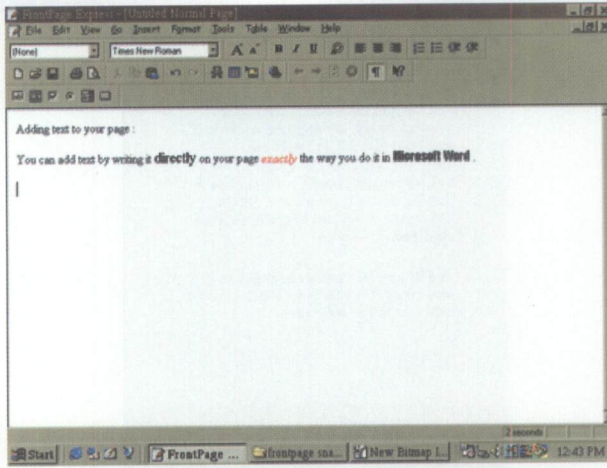 FrontPage Express - [Untitled Normal Page]
File Edit View Go Insert Format Tools Table Window Help
(None) Times New Roman
Adding text to your page :
You can add text by writing it directly on your page exactly the way you do it in Microsoft Word .
2 seconds
Start FrontPage ... frontpage sna... New Bitmap I... 12:43 PM